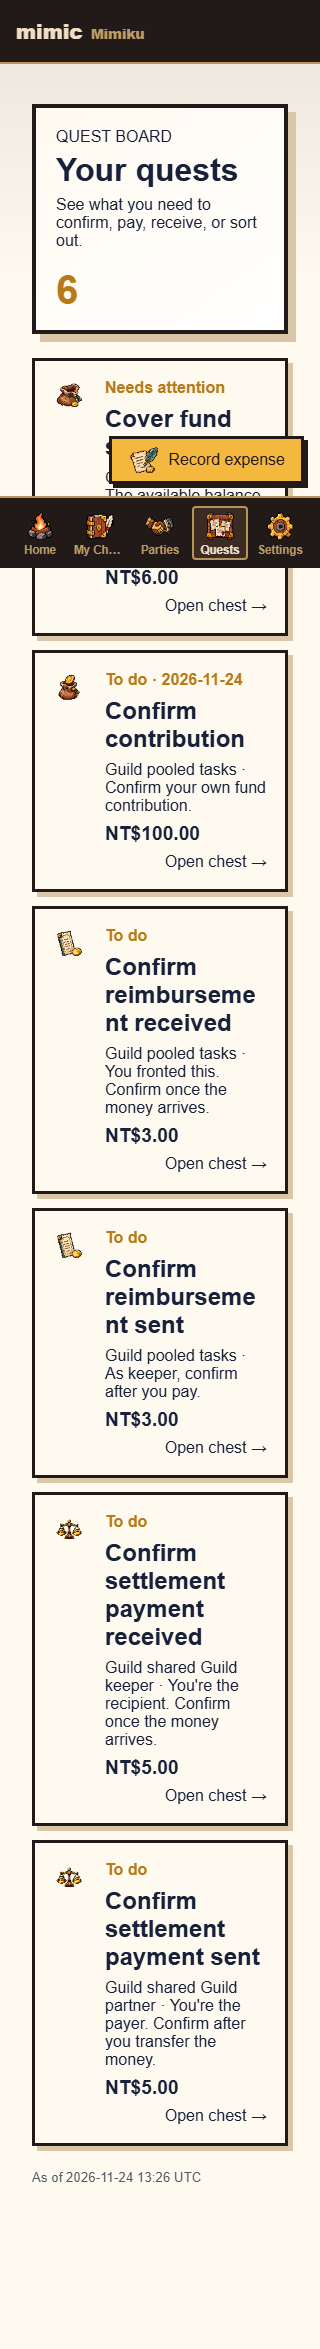 mimic Mimiku
QUEST BOARD
Your quests
See what you need to
confirm, pay, receive, or sort
out.
6
Needs attention
Cover fund
Record expense
The available balance
Home
My Ch...
Parties
Quests
Settings
NT$6.00
Open chest →
To do · 2026-11-24
Confirm
contribution
Guild pooled tasks ·
Confirm your own fund
contribution.
NT$100.00
Open chest →
To do
Confirm
reimburseme
nt received
Guild pooled tasks ·
You fronted this.
Confirm once the
money arrives.
NT$3.00
Open chest →
To do
Confirm
reimburseme
nt sent
Guild pooled tasks ·
As keeper, confirm
after you pay.
NT$3.00
Open chest →
To do
Confirm
settlement
payment
received
Guild shared Guild
keeper · You're the
recipient. Confirm
once the money
arrives.
NT$5.00
Open chest →
To do
Confirm
settlement
payment sent
Guild shared Guild
partner · You're the
payer. Confirm after
you transfer the
money.
NT$5.00
Open chest →
As of 2026-11-24 13:26 UTC